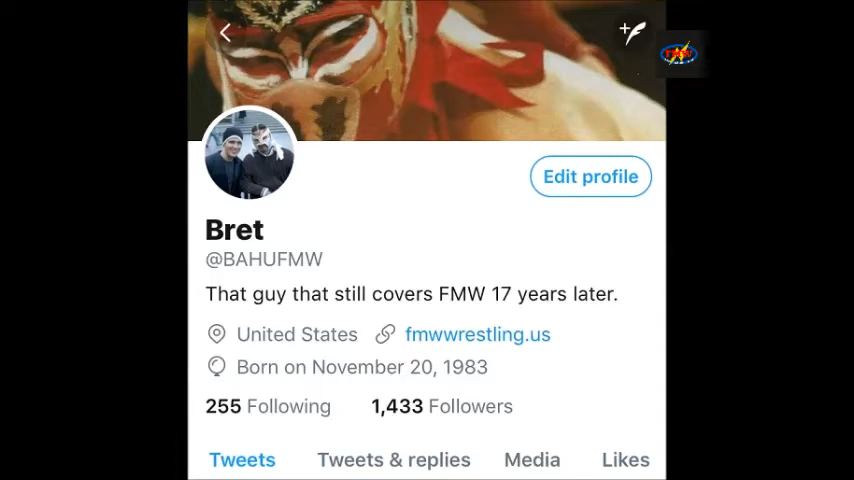 FMW
Edit profile
Bret
@BAHUFMW
That guy that still covers FMW 17 years later.
United States fmwwrestling.us
Born on November 20, 1983
255 Following 1,433 Followers
Tweets Tweets & replies Media Likes